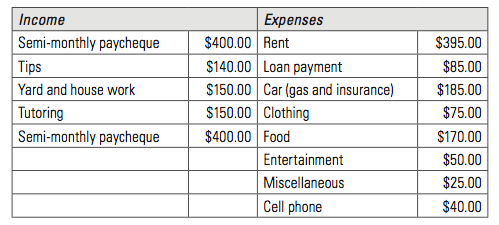 Income Expenses
Semi-monthly paycheque $400.00 Rent $395.00
Tips $140.00 Loan payment $85.00
Yard and house work $150.00 Car (gas and insurance) $185.00
Tutoring $150.00 Clothing $75.00
Semi-monthly paycheque $400.00 Food $170.00
Entertainment $50.00
Miscellaneous $25.00
Cell phone $40.00